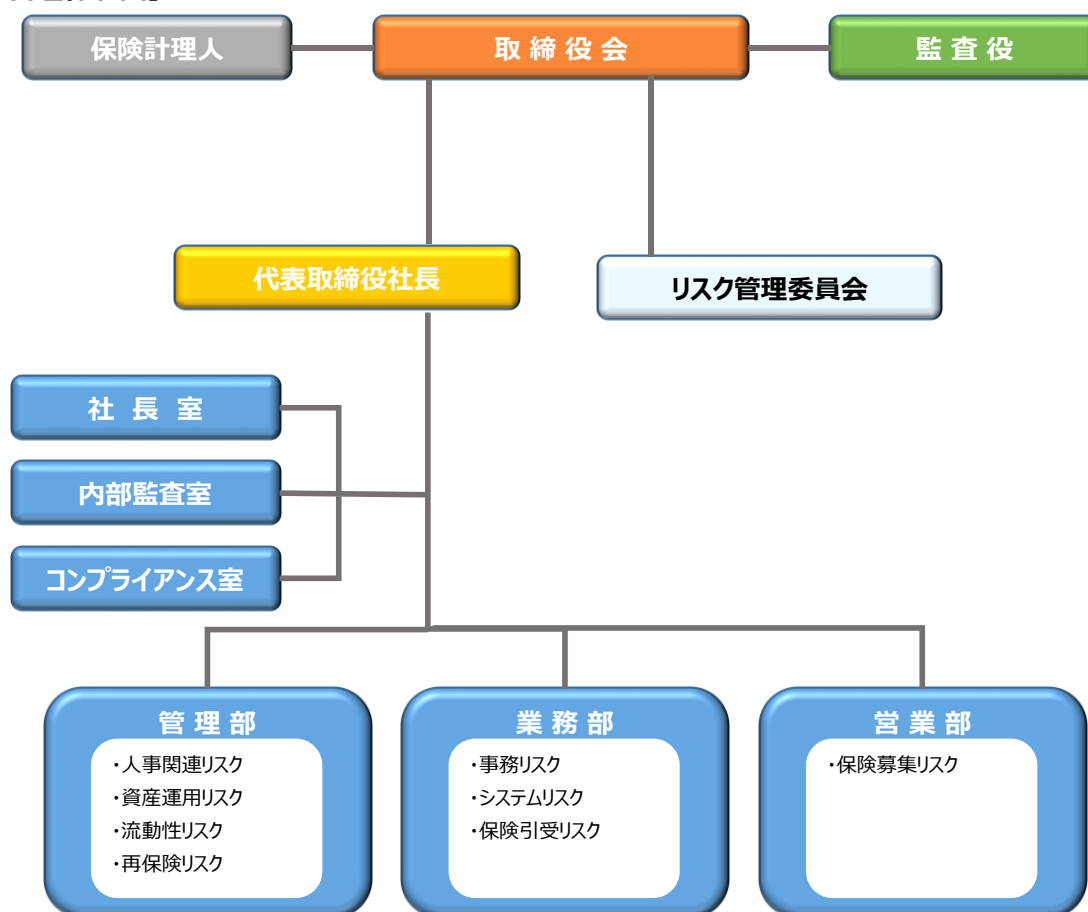 保険計理人
取締役会
監査役
代表取締役社長
リスク管理委員会
社長室
内部監査室
コンプライアンス室
管理部
・人事関連リスク
・資産運用リスク
・流動性リスク
・再保険リスク
業務部
・事務リスク
・システムリスク
・保険引受リスク
営業部
・保険募集リスク